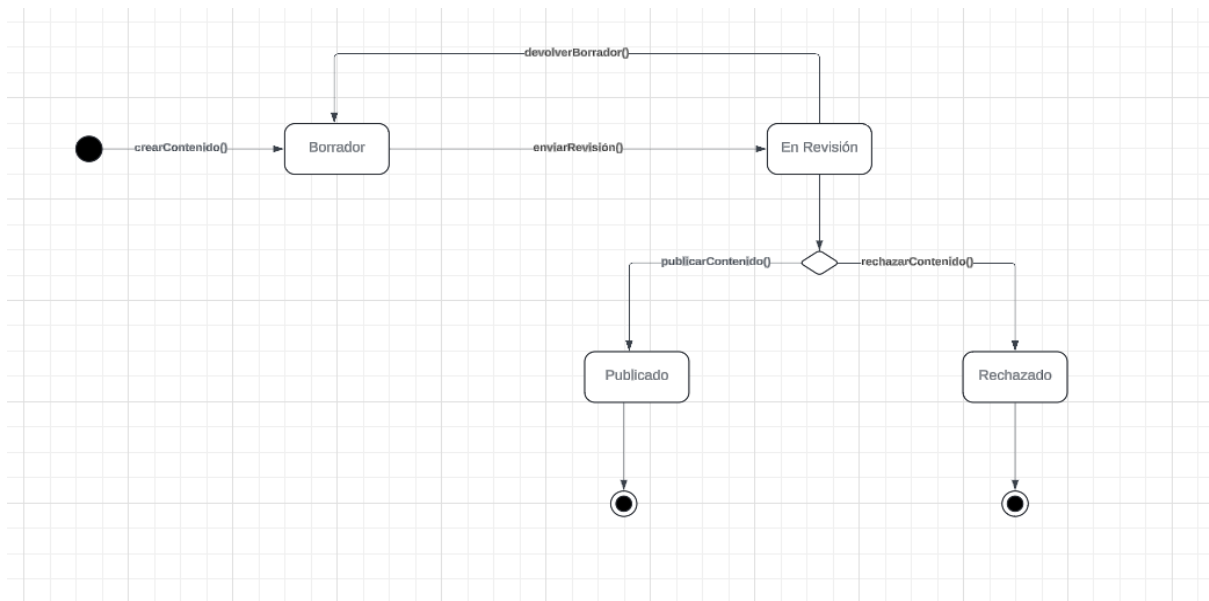 devolverBorrador()
crearContenido()
Borrador
enviarRevisión()
En Revisión
publicarContenido()
rechazarContenido()
Publicado
Rechazado